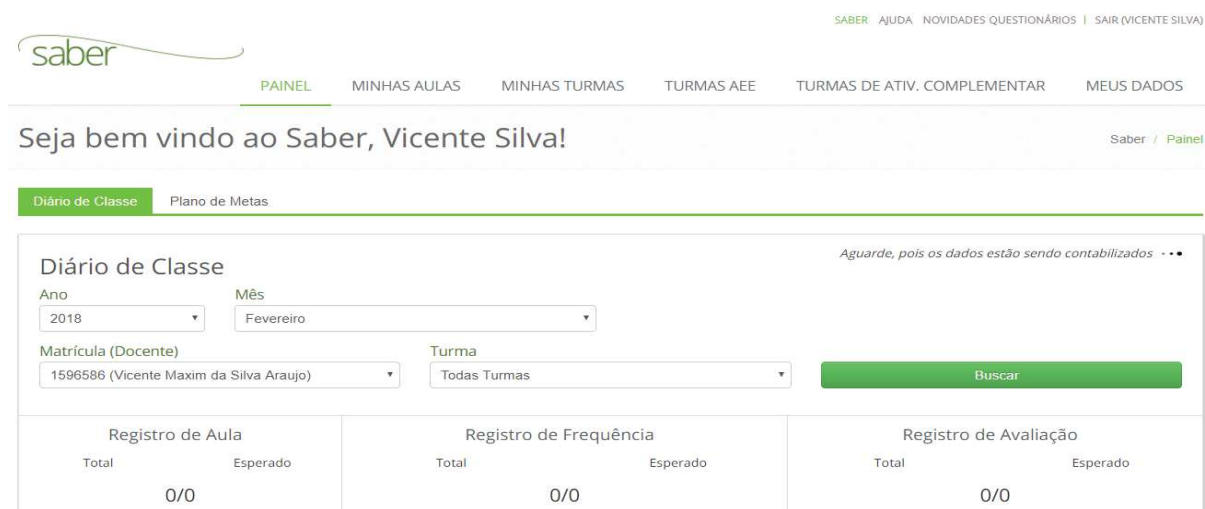 SABER AJUDA NOVIDADES QUESTIONÁRIOS | SAIR (VICENTE SILVA)
saber
PAINEL MINHAS AULAS MINHAS TURMAS TURMAS AEE TURMAS DE ATIV. COMPLEMENTAR MEUS DADOS
Seja bem vindo ao Saber, Vicente Silva!
Saber / Painel
Diário de Classe Plano de Metas
Aguarde, pois os dados estão sendo contabilizados
Diário de Classe
Ano Mês
2018 Fevereiro
Matrícula (Docente) Turma
1596586 (Vicente Maxim da Silva Araujo) Todas Turmas Buscar
Registro de Aula Registro de Frequência Registro de Avaliação
Total Esperado Total Esperado Total Esperado
0/0 0/0 0/0